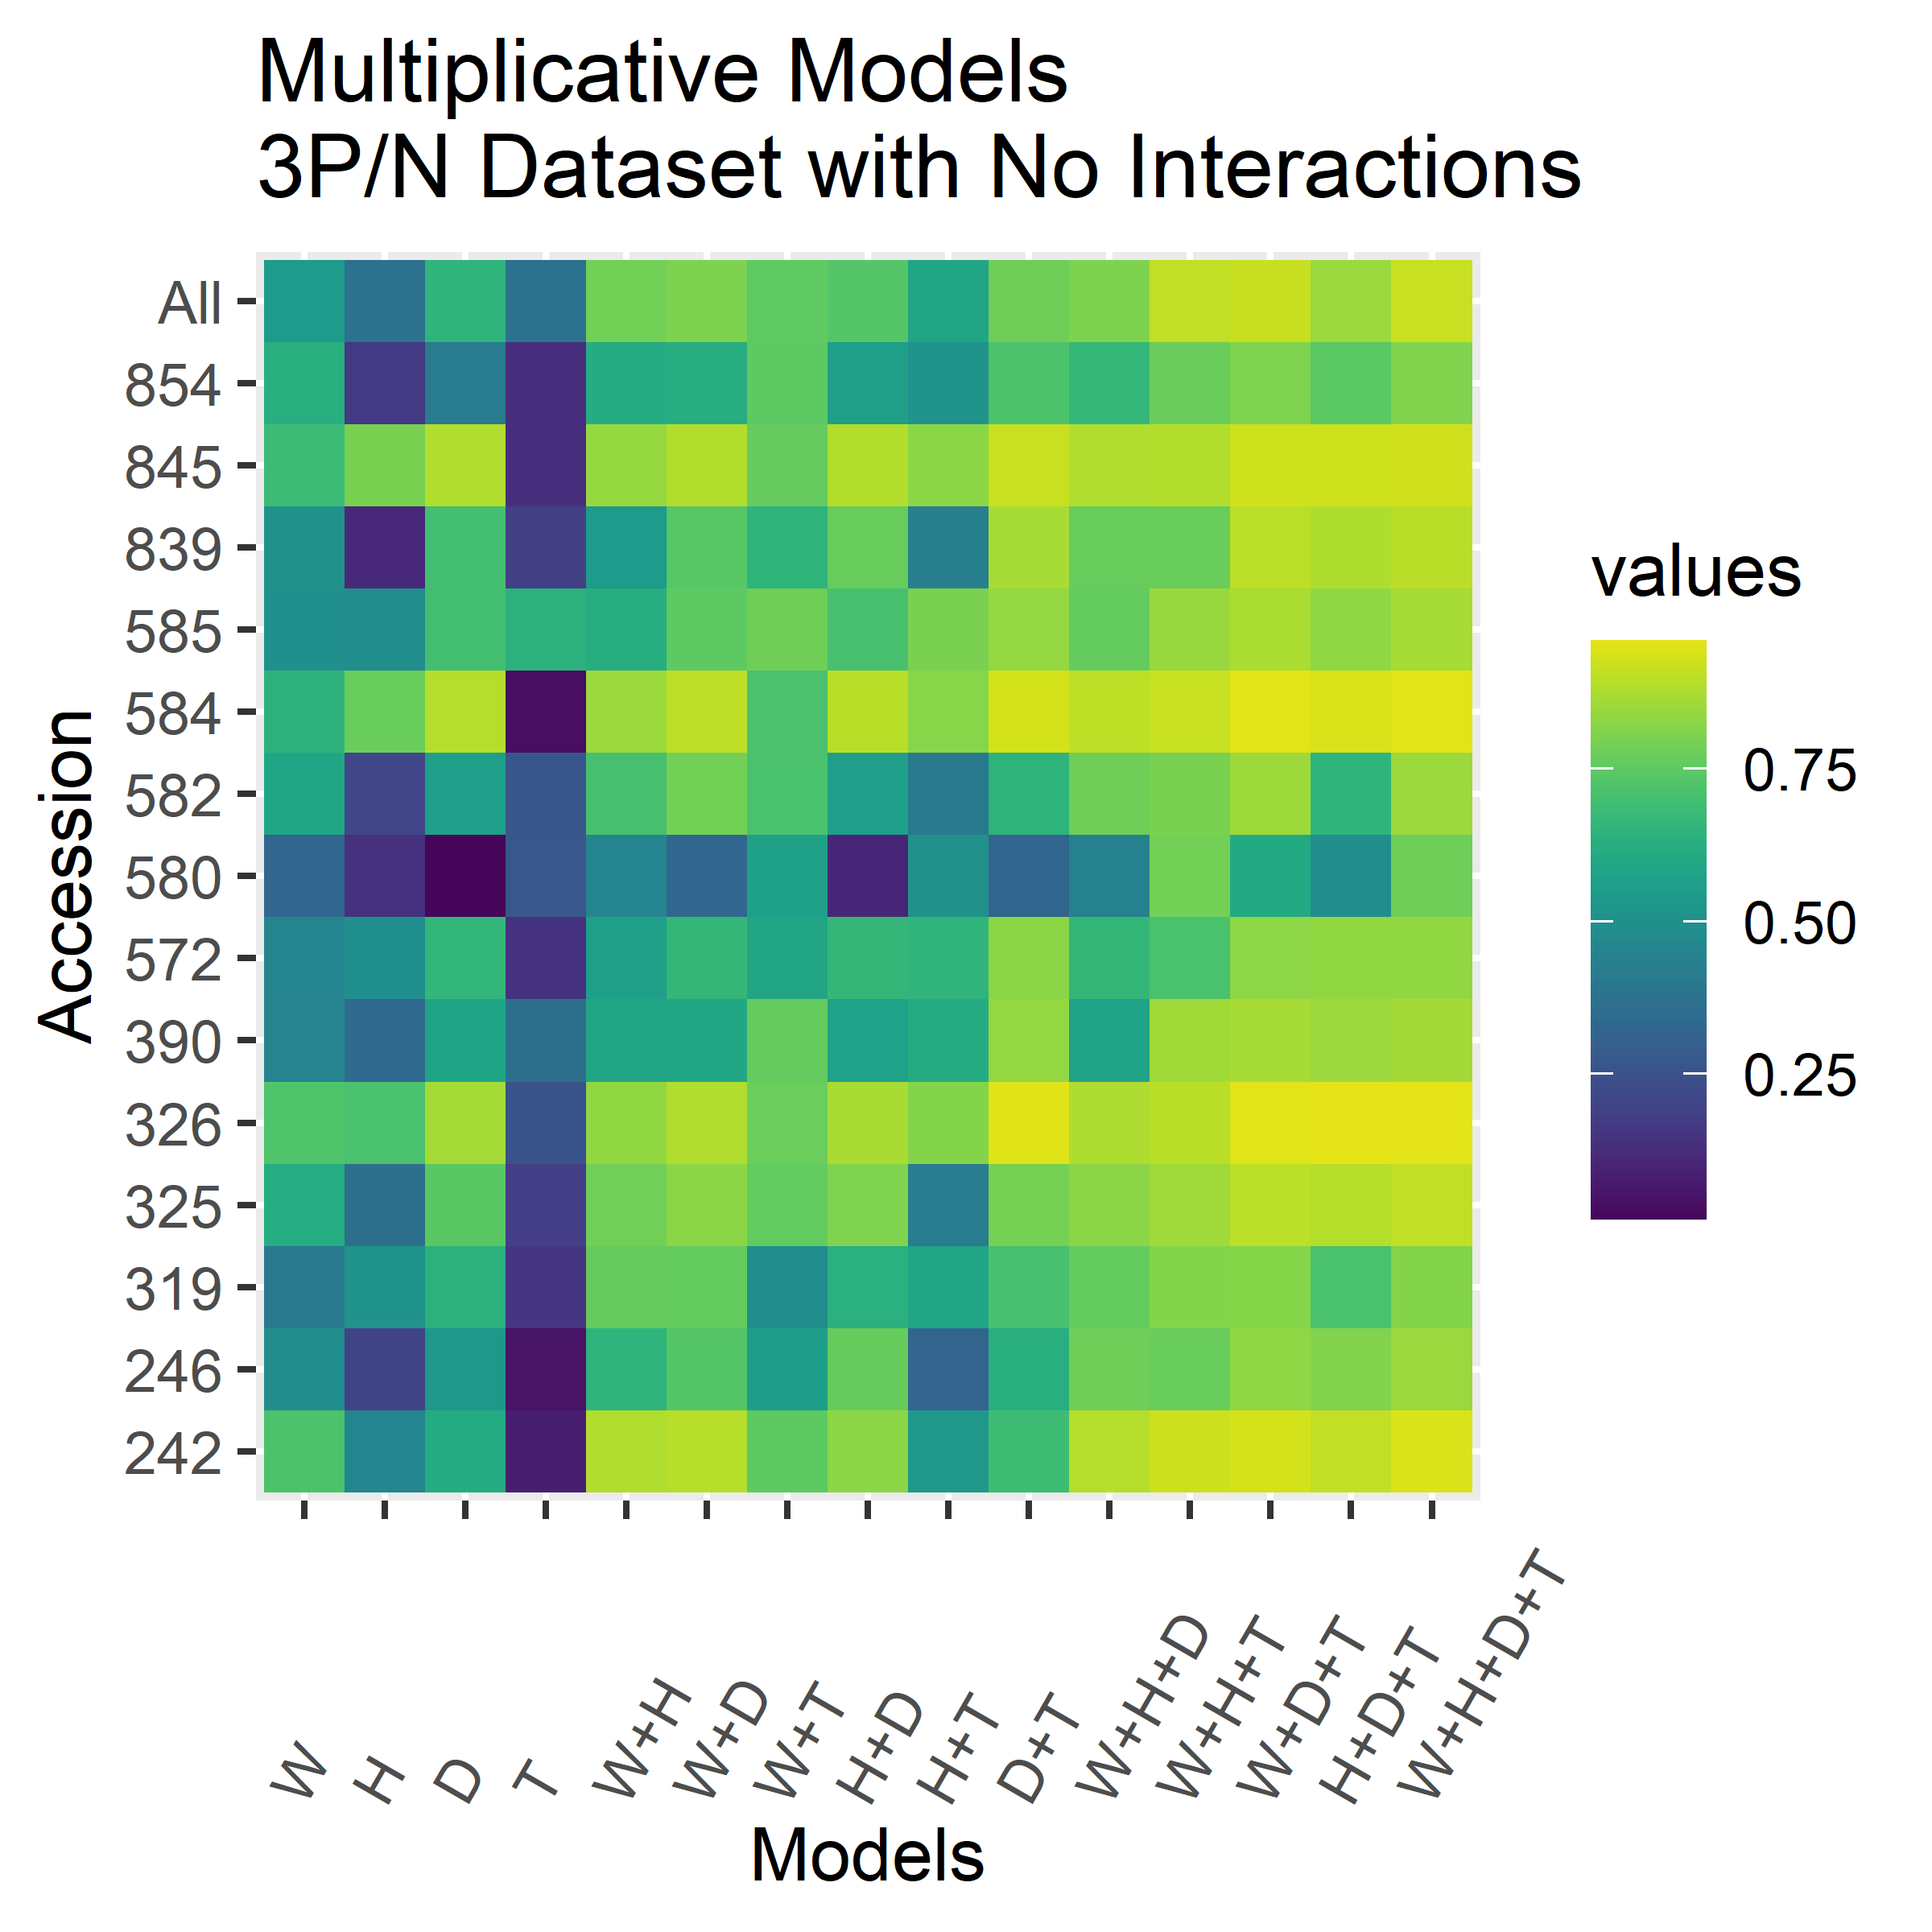 Multiplicative Models
3P/N Dataset with No Interactions
Accession
All
854
845
839
585
584
582
580
572
390
326
325
319
246
242
values
0.75
0.50
0.25
W
H
D
T
W+H
W+D
W+T
H+D
H+T
D+T
W+H+D
W+H+T
W+D+T
H+D+T
W+H+D+T
Models